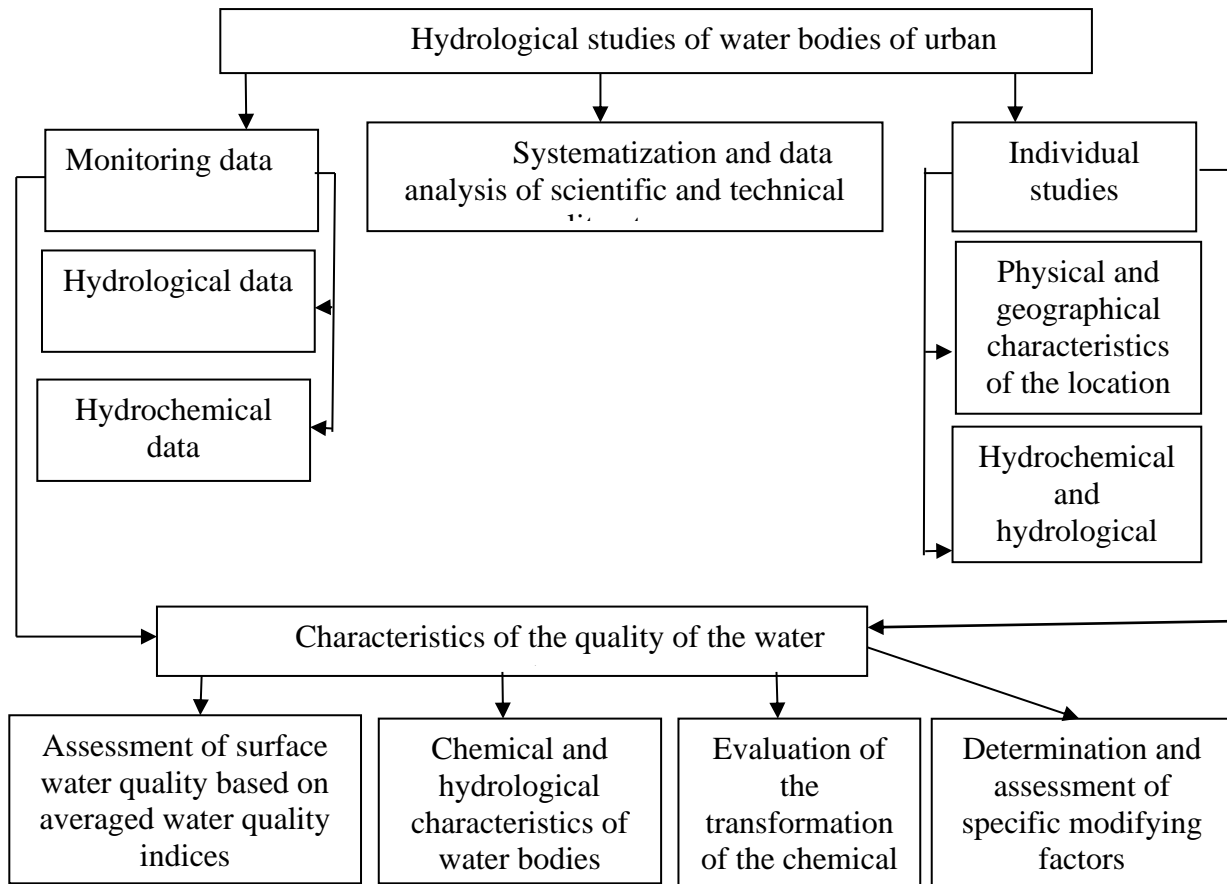 Hydrological studies of water bodies of urban
Monitoring data
Systematization and data
analysis of scientific and technical
Individual
studies
Hydrological data
Hydrochemical
data
Physical and
geographical
characteristics
of the location
Hydrochemical
and
hydrological
Characteristics of the quality of the water
Assessment of surface
water quality based on
averaged water quality
indices
Chemical and
hydrological
characteristics of
water bodies
Evaluation of
the
transformation
of the chemical
Determination and
assessment of
specific modifying
factors